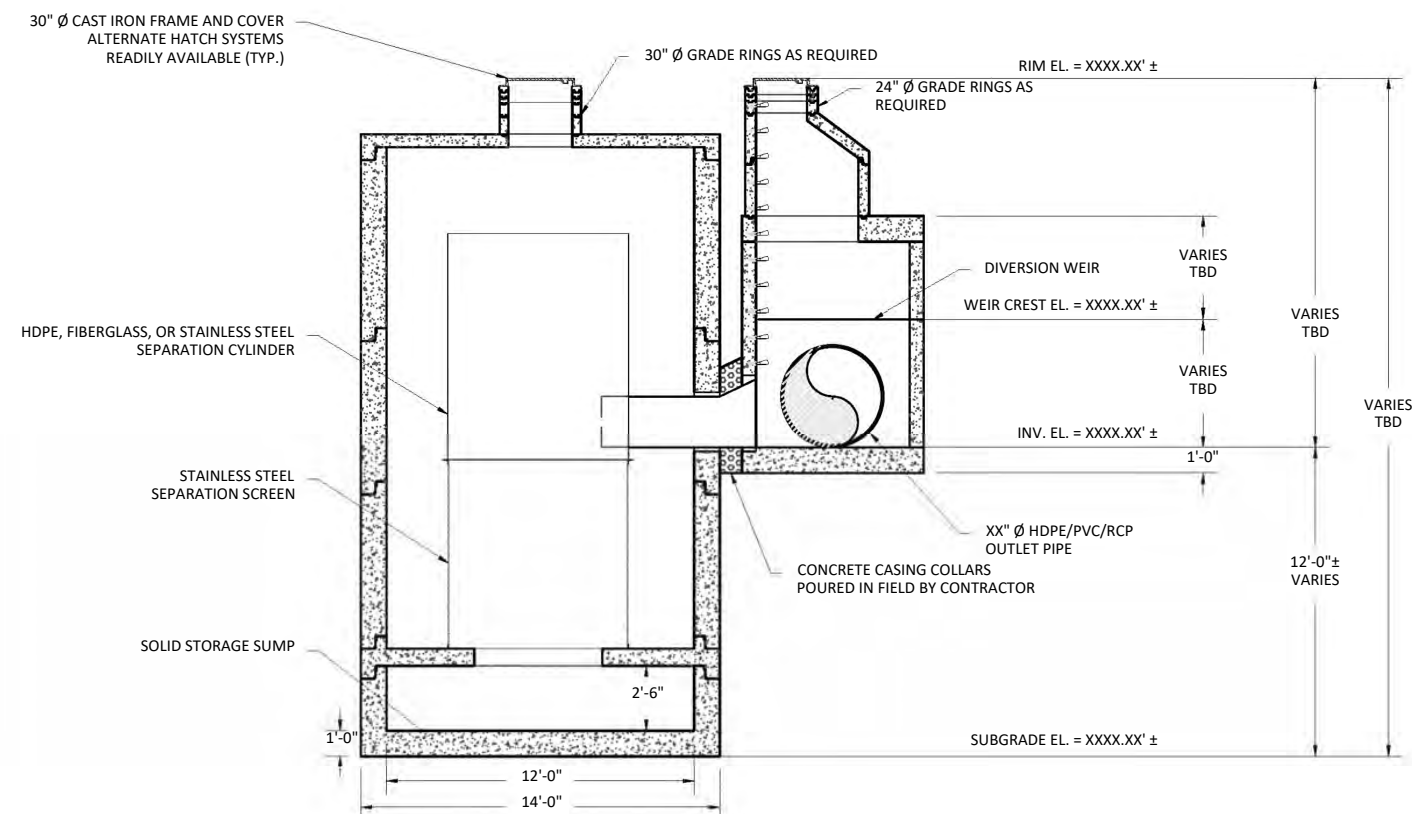 30" Ø CAST IRON FRAME AND COVER
ALTERNATE HATCH SYSTEMS
READILY AVAILABLE (TYP.)
30" Ø GRADE RINGS AS REQUIRED
RIM EL. = XXXX.XX' ±
24" Ø GRADE RINGS AS
REQUIRED
DIVERSION WEIR
VARIES
TBD
WEIR CREST EL. = XXXX.XX' ±
VARIES
TBD
HDPE, FIBERGLASS, OR STAINLESS STEEL
SEPARATION CYLINDER
VARIES
TBD
VARIES
TBD
INV. EL. = XXXX.XX' ±
1'-0"
STAINLESS STEEL
SEPARATION SCREEN
XX" Ø HDPE/PVC/RCP
OUTLET PIPE
CONCRETE CASING COLLARS
POURED IN FIELD BY CONTRACTOR
12'-0"±
VARIES
SOLID STORAGE SUMP
2'-6"
1'-0"
SUBGRADE EL. = XXXX.XX' ±
12'-0"
14'-0"